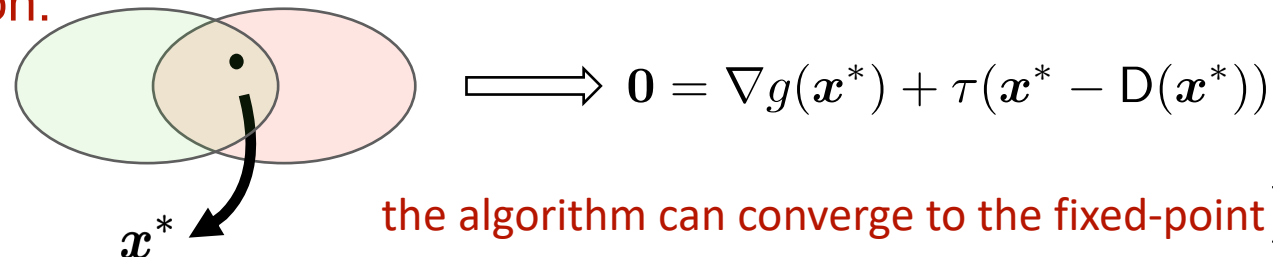 on.
𝟎 = ∇g(𝒙*) + τ(𝒙* − D(𝒙*))
the algorithm can converge to the fixed-point
𝒙*